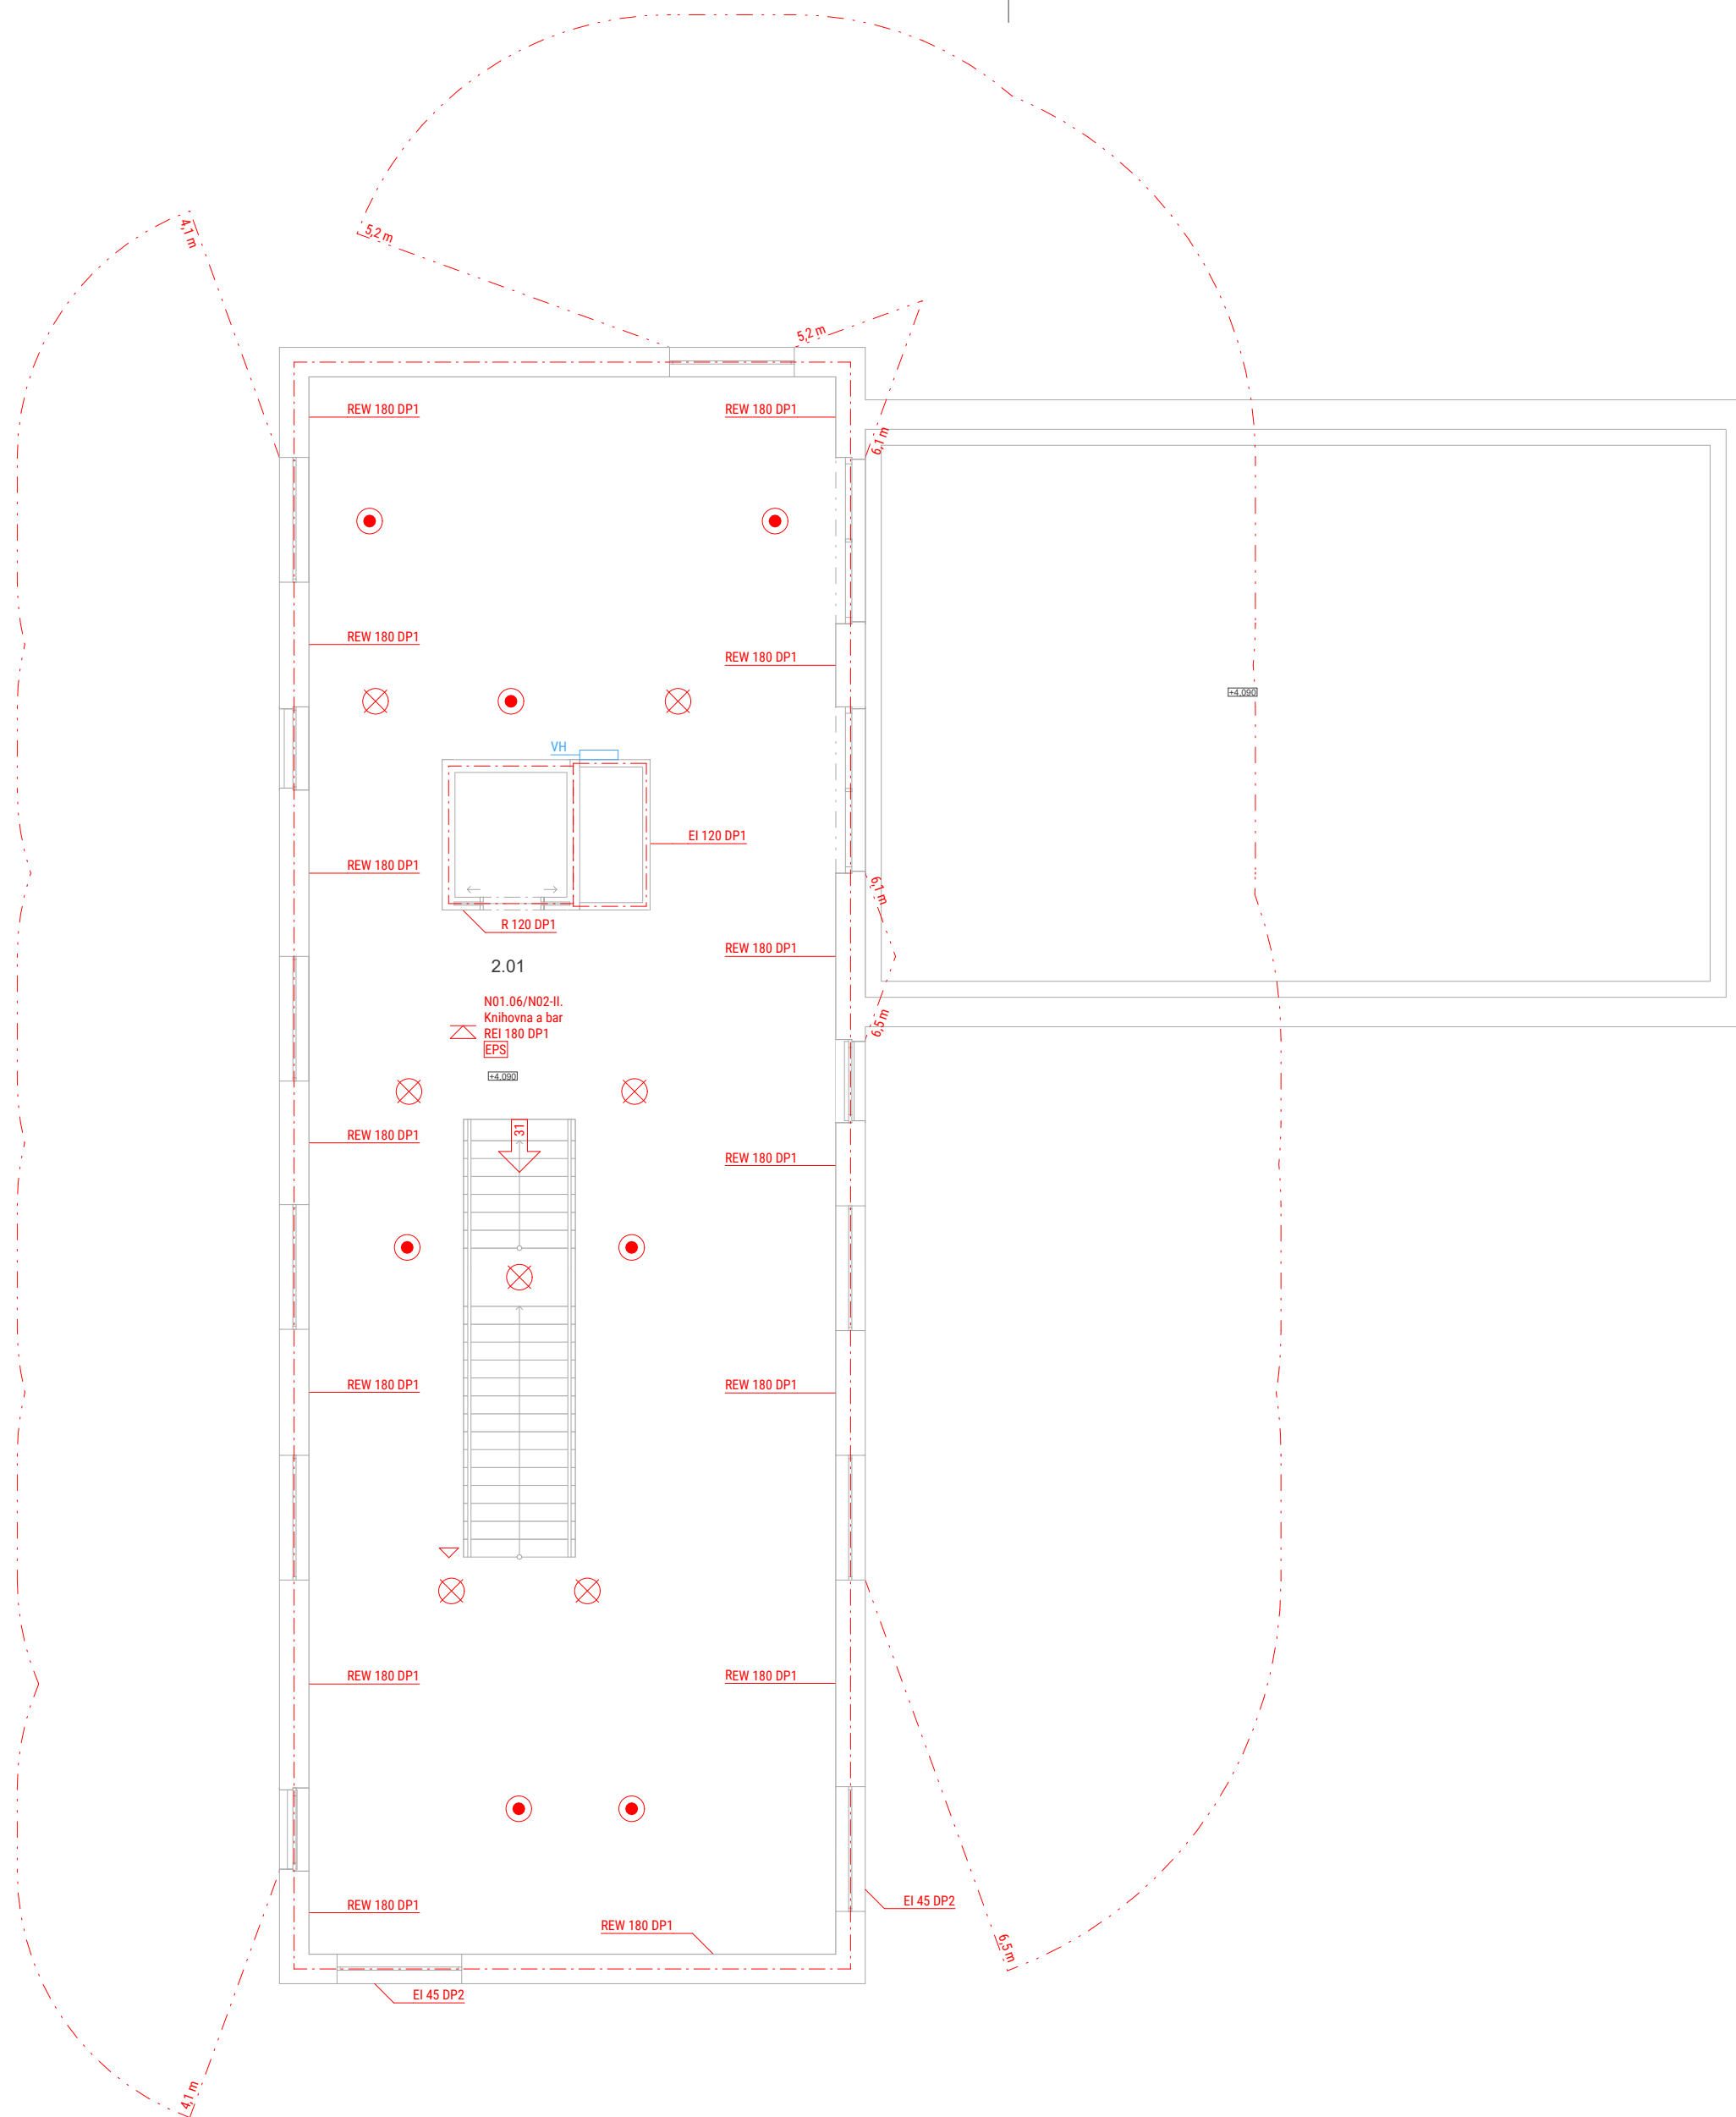 4,1 m
5,2 m
5,2 m
REW 180 DP1
REW 180 DP1
6,1 m
REW 180 DP1
REW 180 DP1
+4,090
VH
EI 120 DP1
REW 180 DP1
6,1 m
R 120 DP1
REW 180 DP1
2.01
N01.06/N02-II.
Knihovna a bar
REI 180 DP1
EPS
6,5 m
+4,090
31
REW 180 DP1
REW 180 DP1
REW 180 DP1
REW 180 DP1
REW 180 DP1
REW 180 DP1
REW 180 DP1
EI 45 DP2
REW 180 DP1
6,5 m
EI 45 DP2
4,1 m